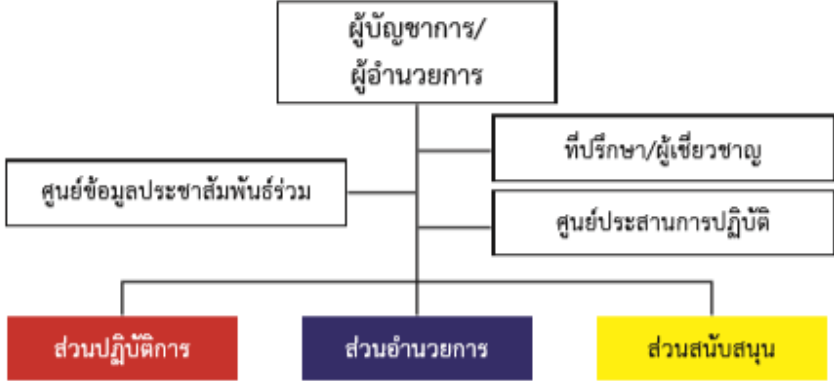 ผู้บัญชาการ/
ผู้อำนวยการ
ที่ปรึกษา/ผู้เชี่ยวชาญ
ศูนย์ข้อมูลประชาสัมพันธ์ร่วม
ศูนย์ประสานการปฏิบัติ
ส่วนปฏิบัติการ
ส่วนอำนวยการ
ส่วนสนับสนุน